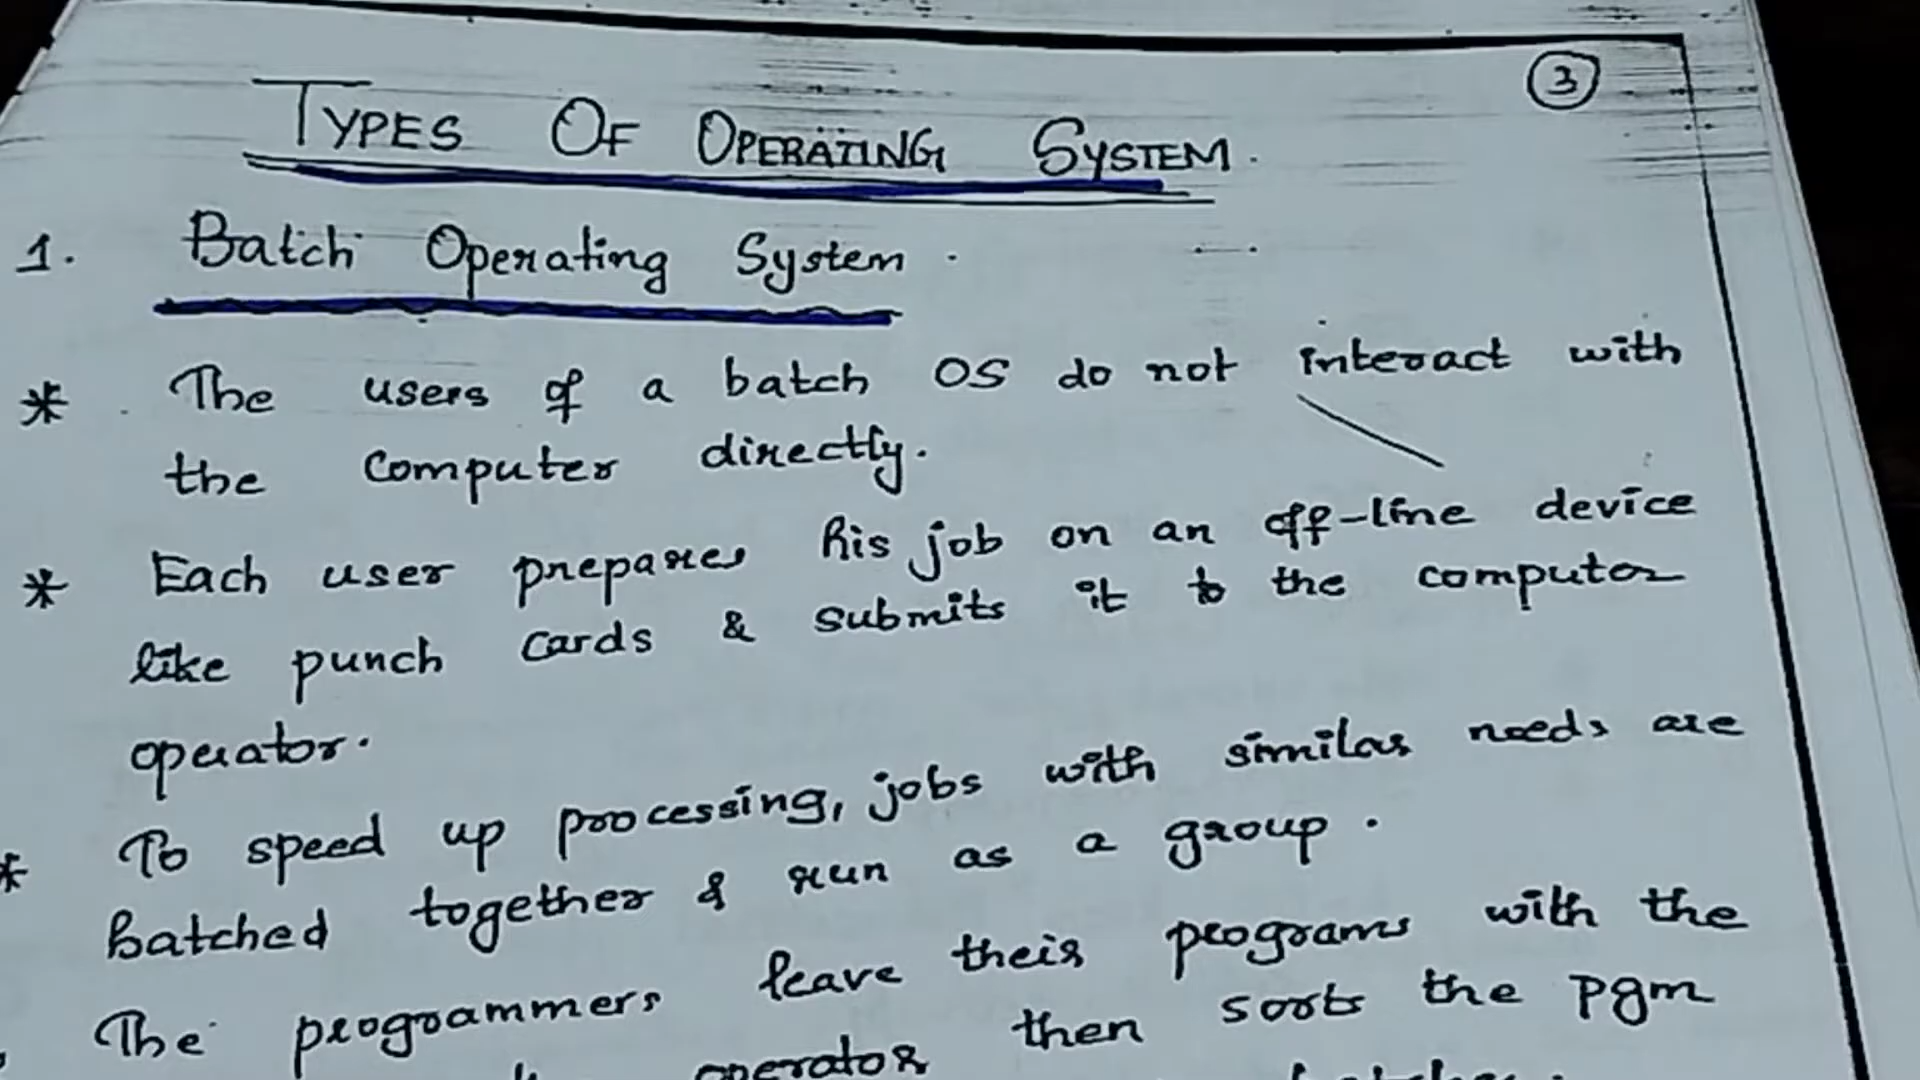 3
TYPES OF OPERATING SYSTEM.
1. Batch Operating System.
* The users of a batch OS do not interact with
the computer directly.
* Each user prepares his job on an off-line device
like punch cards & submits it to the computer
operator.
* To speed up processing, jobs with similar needs are
batched together & run as a group.
The programmers leave their programs with the
operator then sorts the pgm